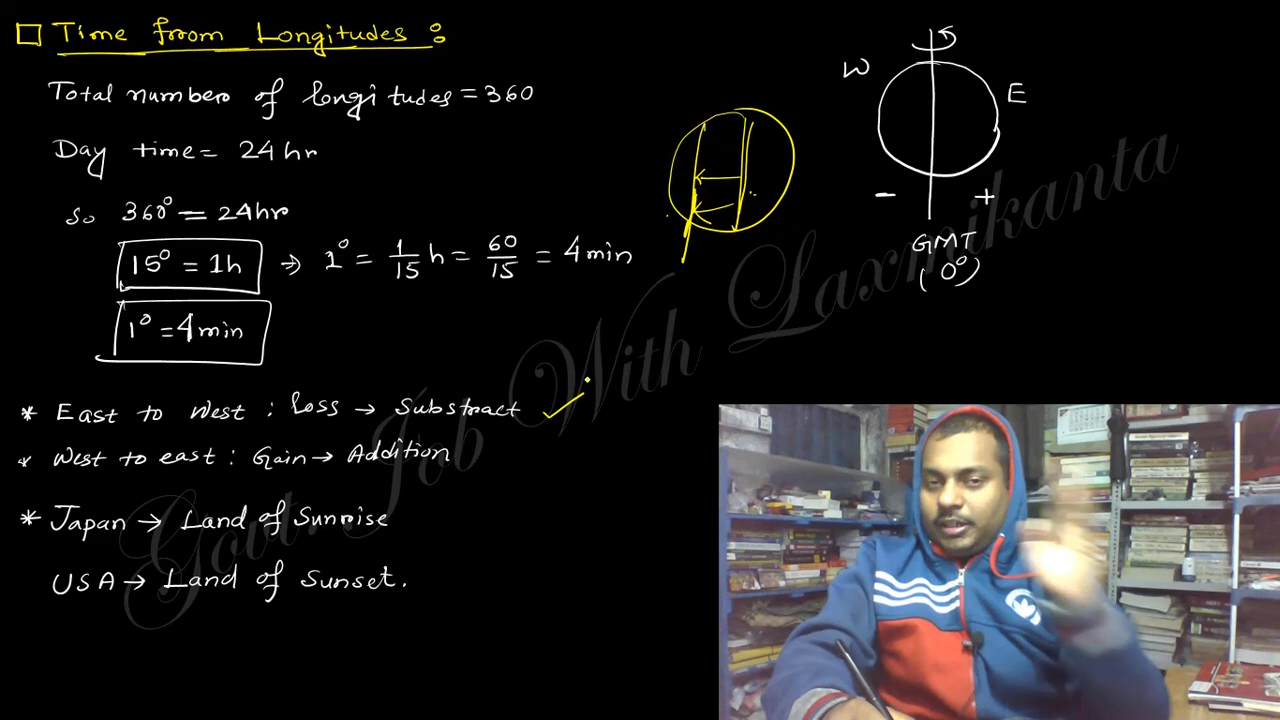 Time from Longitudes :
Total number of longitudes = 360
Day time = 24 hr
So 360° = 24hr
15° = 1h ⇒ 1° = 1/15 h = 60/15 = 4 min
1° = 4 min
* East to West : Loss → Substract ✓
* West to east : Gain → Addition
* Japan → Land of Sunrise
USA → Land of Sunset.
W
E
- +
GMT
(0°)
Govt. Job With Laxmikanta